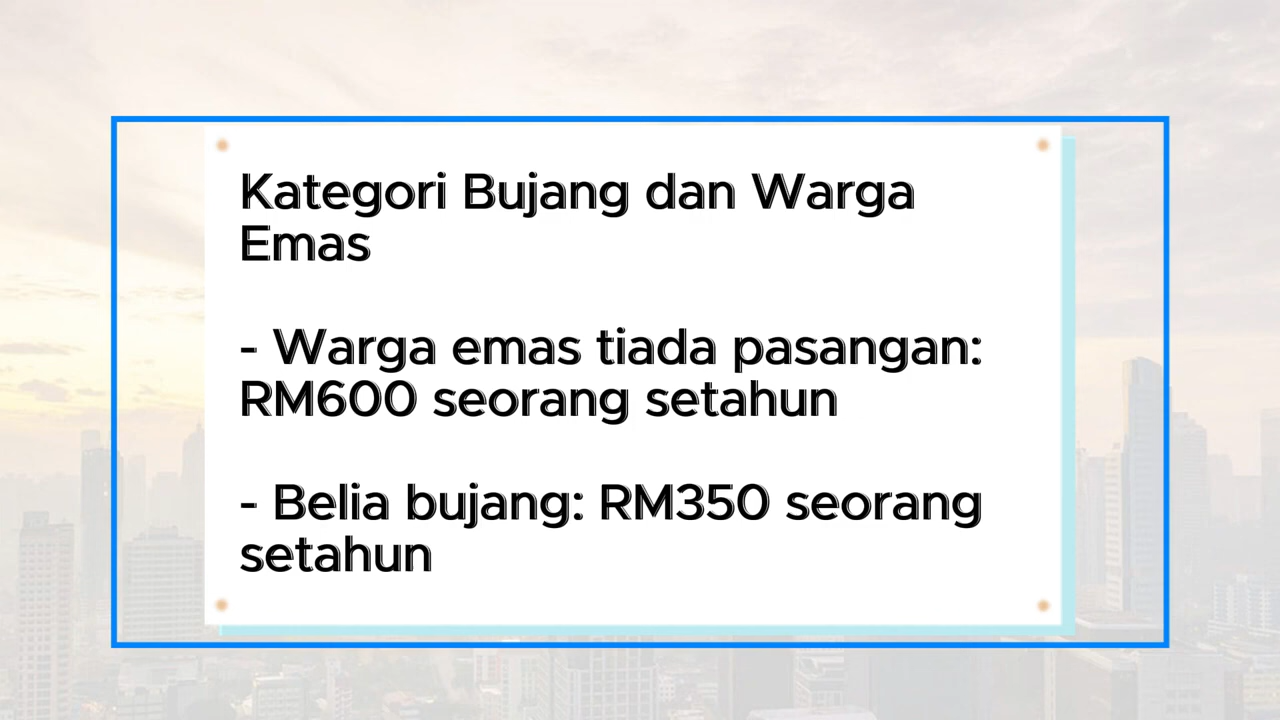 Kategori Bujang dan Warga
Emas
- Warga emas tiada pasangan:
RM600 seorang setahun
- Belia bujang: RM350 seorang
setahun